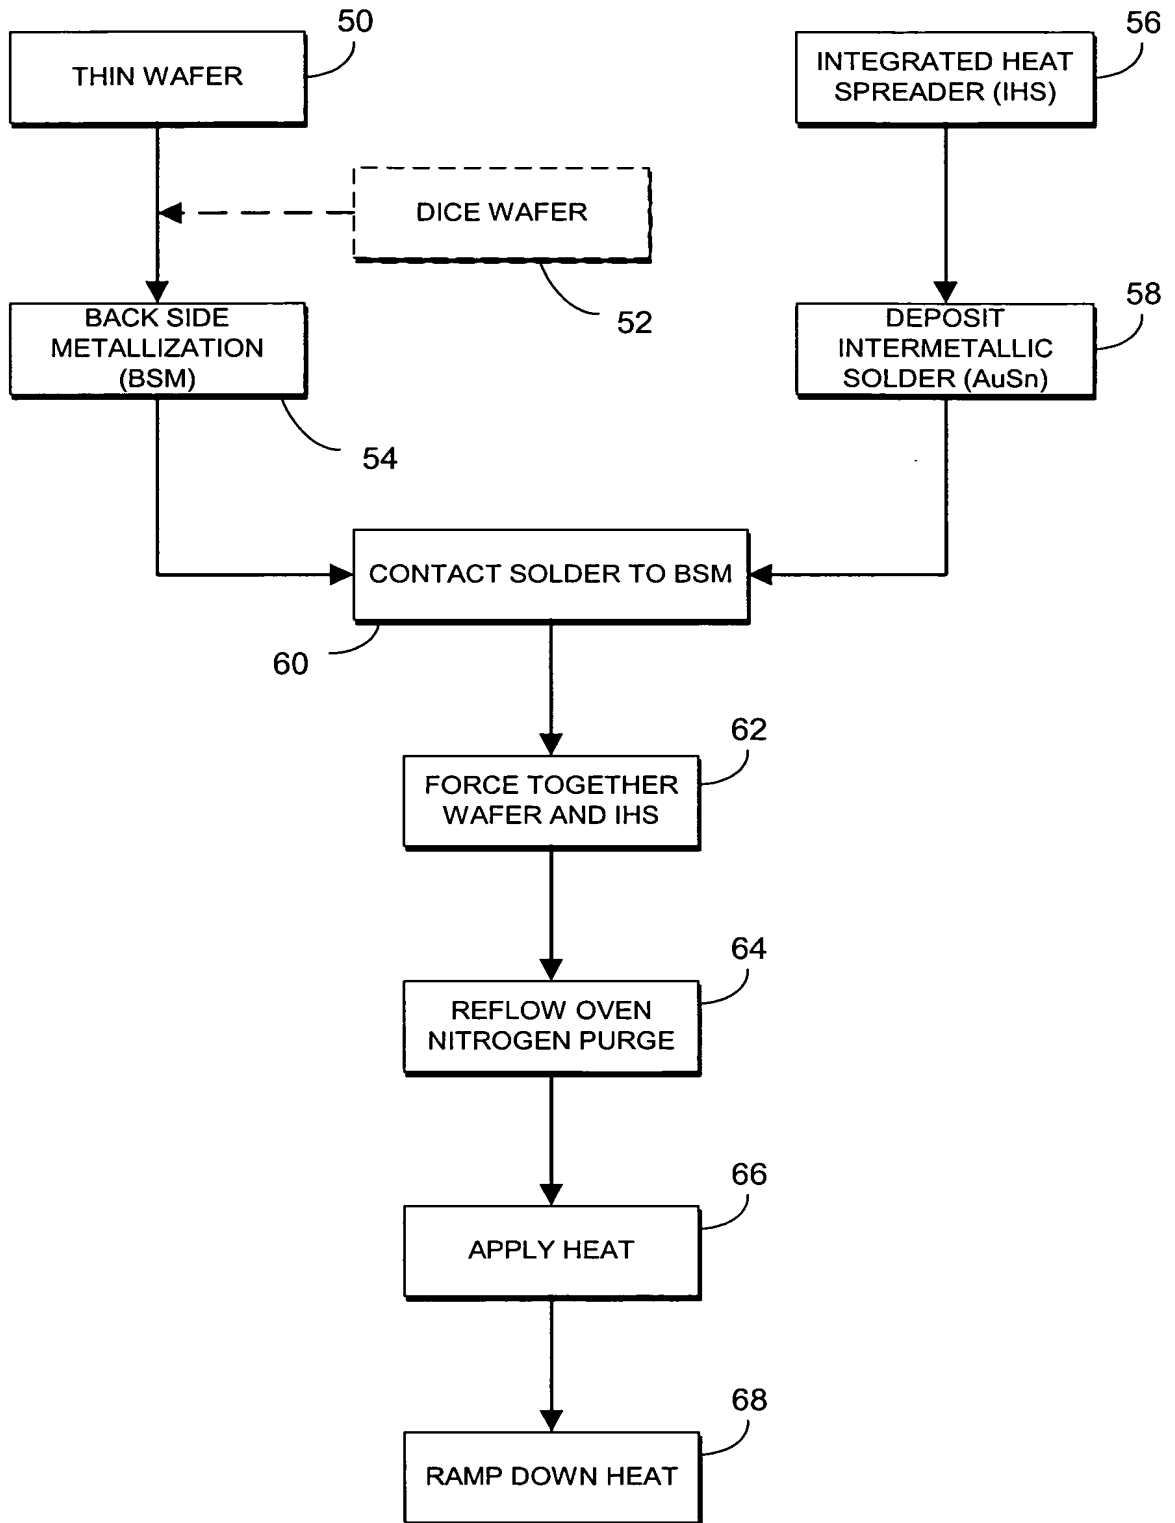 50
THIN WAFER
56
INTEGRATED HEAT
SPREADER (IHS)
DICE WAFER
52
BACK SIDE
METALLIZATION
(BSM)
54
58
DEPOSIT
INTERMETALLIC
SOLDER (AuSn)
CONTACT SOLDER TO BSM
60
62
FORCE TOGETHER
WAFER AND IHS
64
REFLOW OVEN
NITROGEN PURGE
66
APPLY HEAT
68
RAMP DOWN HEAT